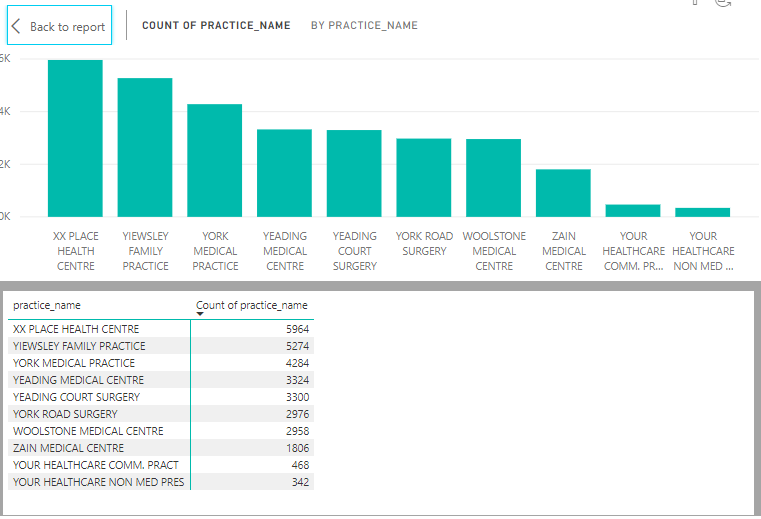 Back to report
COUNT OF PRACTICE_NAME
BY PRACTICE_NAME
6K
4K
2K
0K
XX PLACE
HEALTH
CENTRE
YIEWSLEY
FAMILY
PRACTICE
YORK
MEDICAL
PRACTICE
YEADING
MEDICAL
CENTRE
YEADING
COURT
SURGERY
YORK ROAD
SURGERY
WOOLSTONE
MEDICAL
CENTRE
ZAIN
MEDICAL
CENTRE
YOUR
HEALTHCARE
COMM. PR...
YOUR
HEALTHCARE
NON MED ...
practice_name Count of practice_name
XX PLACE HEALTH CENTRE 5964
YIEWSLEY FAMILY PRACTICE 5274
YORK MEDICAL PRACTICE 4284
YEADING MEDICAL CENTRE 3324
YEADING COURT SURGERY 3300
YORK ROAD SURGERY 2976
WOOLSTONE MEDICAL CENTRE 2958
ZAIN MEDICAL CENTRE 1806
YOUR HEALTHCARE COMM. PRACT 468
YOUR HEALTHCARE NON MED PRES 342